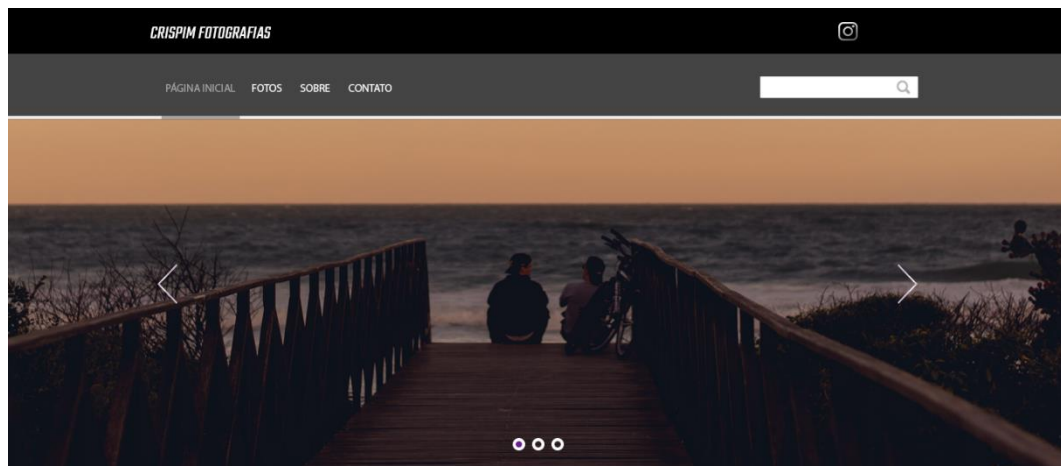 CRISPIM FOTOGRAFIAS
PÁGINA INICIAL FOTOS SOBRE CONTATO